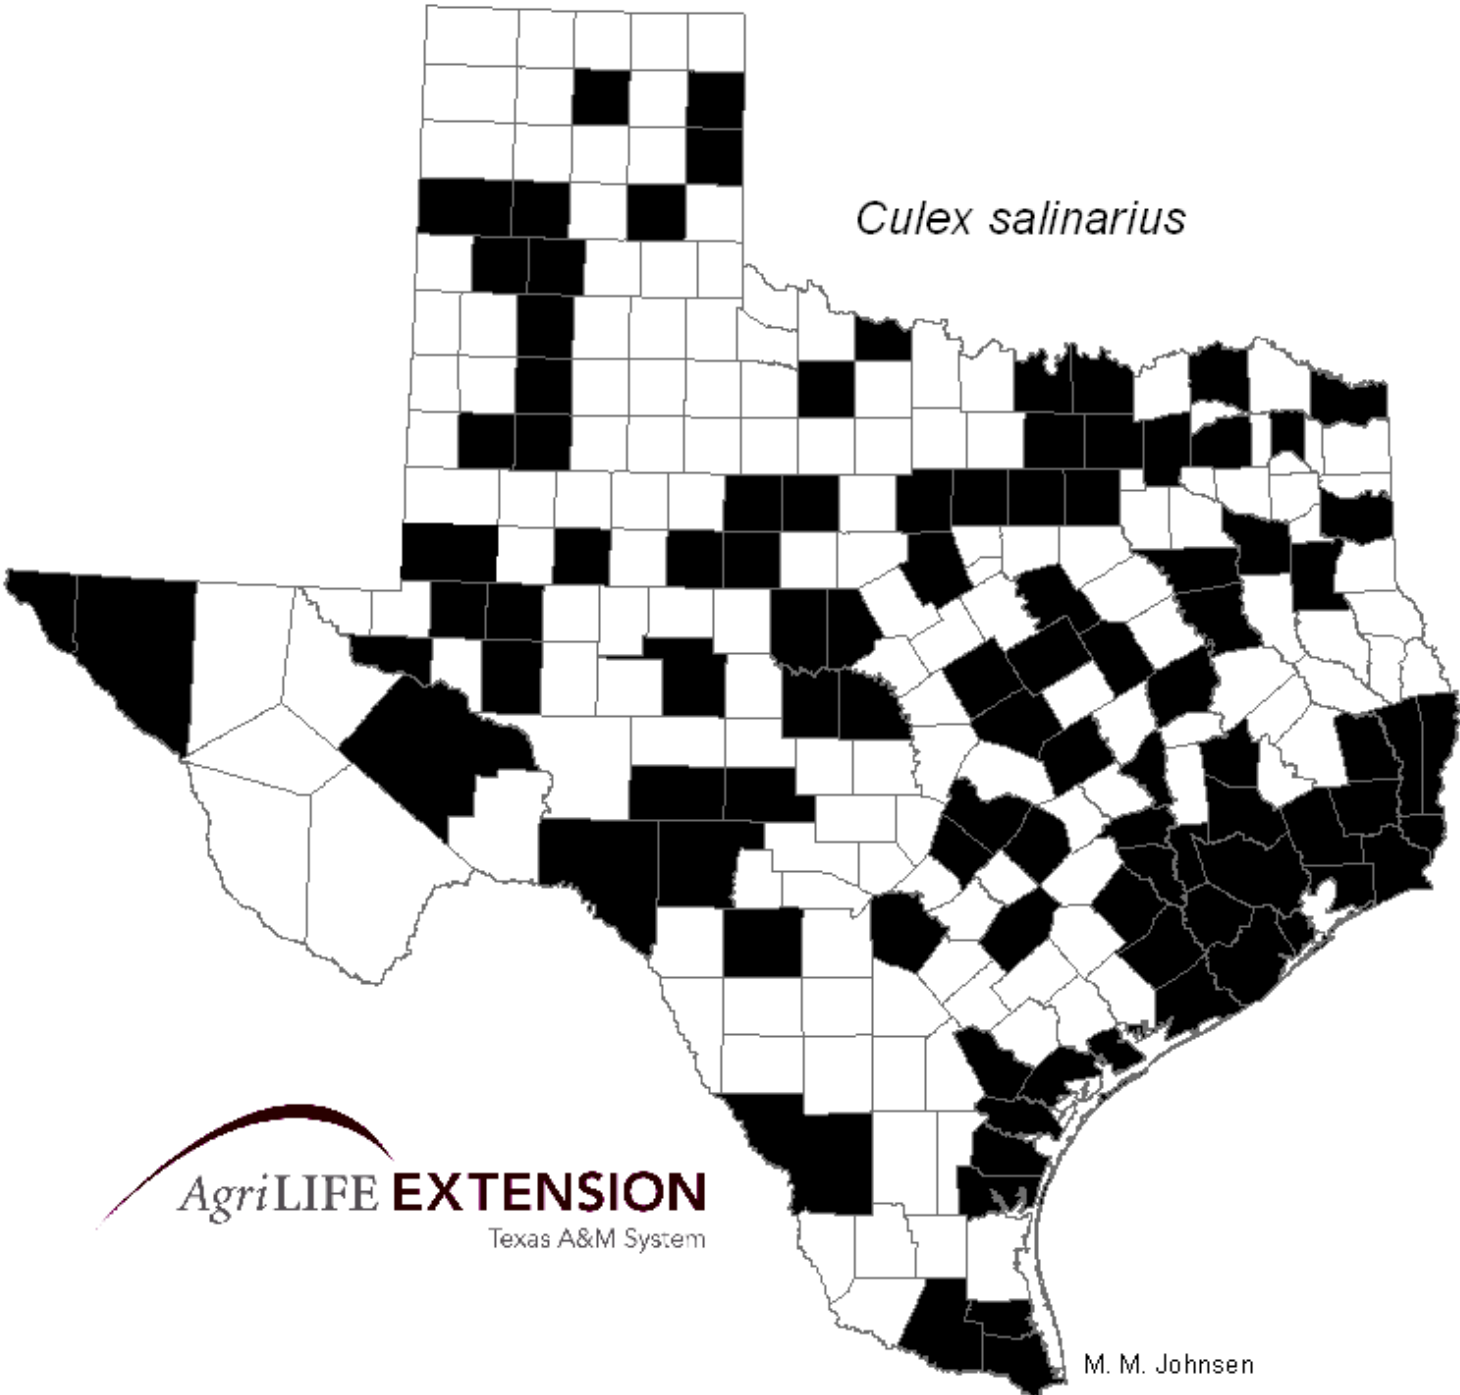 Culex salinarius
AgriLIFE EXTENSION
Texas A&M System
M. M. Johnsen